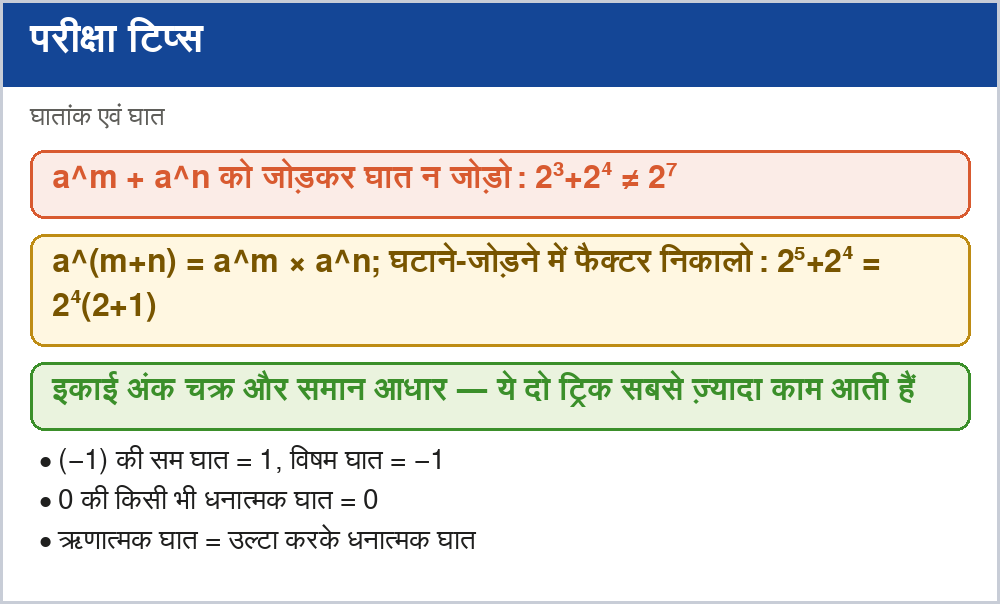 परीक्षा टिप्स
घातांक एवं घात
a^m + a^n को जोड़कर घात न जोड़ो : 2³+2⁴ ≠ 2⁷
a^(m+n) = a^m × a^n; घटाने-जोड़ने में फैक्टर निकालो : 2⁵+2⁴ =
2⁴(2+1)
इकाई अंक चक्र और समान आधार — ये दो ट्रिक सबसे ज़्यादा काम आती हैं
• (−1) की सम घात = 1, विषम घात = −1
• 0 की किसी भी धनात्मक घात = 0
• ऋणात्मक घात = उल्टा करके धनात्मक घात